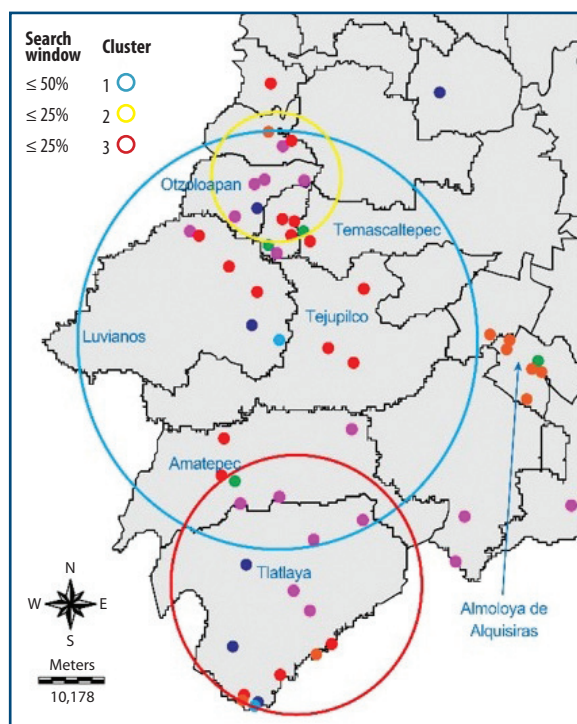 Search window Cluster
≤ 50% 1
≤ 25% 2
≤ 25% 3
Otzoloapan
Temascaltepec
Luvianos
Tejupilco
Amatepec
Tlatlaya
Almoloya de
Alquisiras
N
W E
S
Meters
10,178